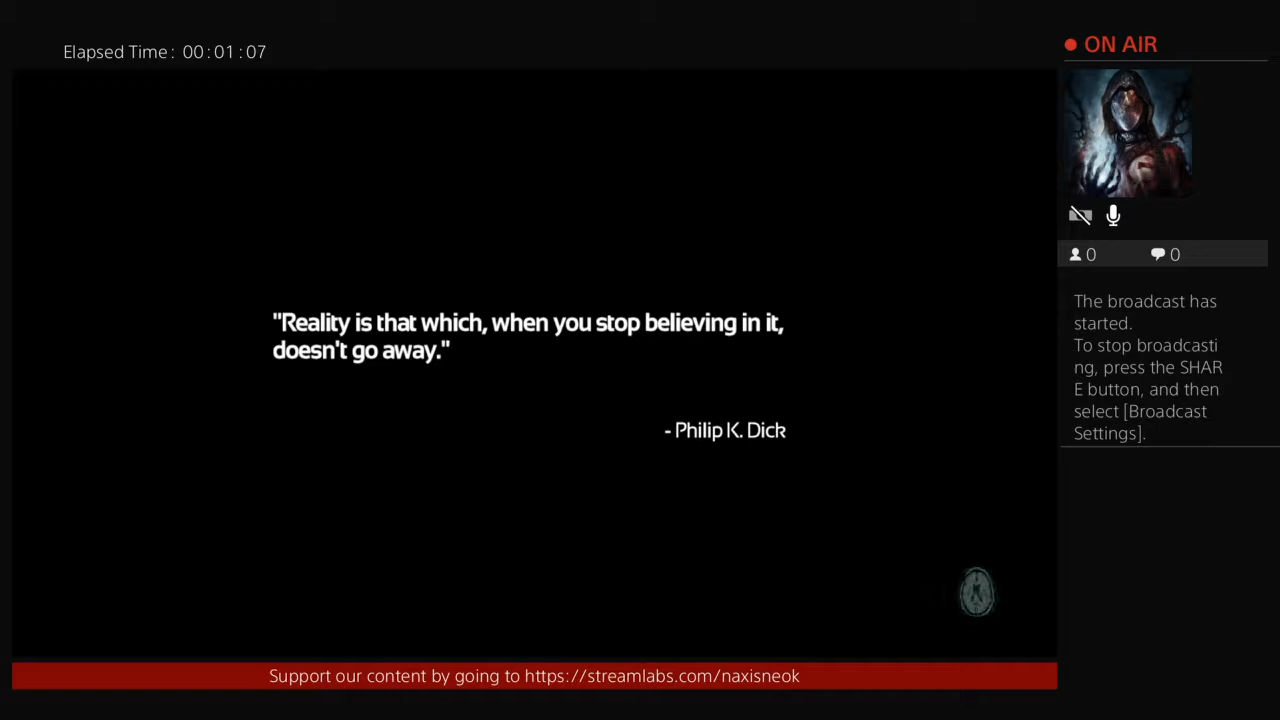 Elapsed Time: 00:01:07
ON AIR
0 0
"Reality is that which, when you stop believing in it,
doesn't go away."
- Philip K. Dick
The broadcast has
started.
To stop broadcasti
ng, press the SHAR
E button, and then
select [Broadcast
Settings].
Support our content by going to https://streamlabs.com/naxisneok